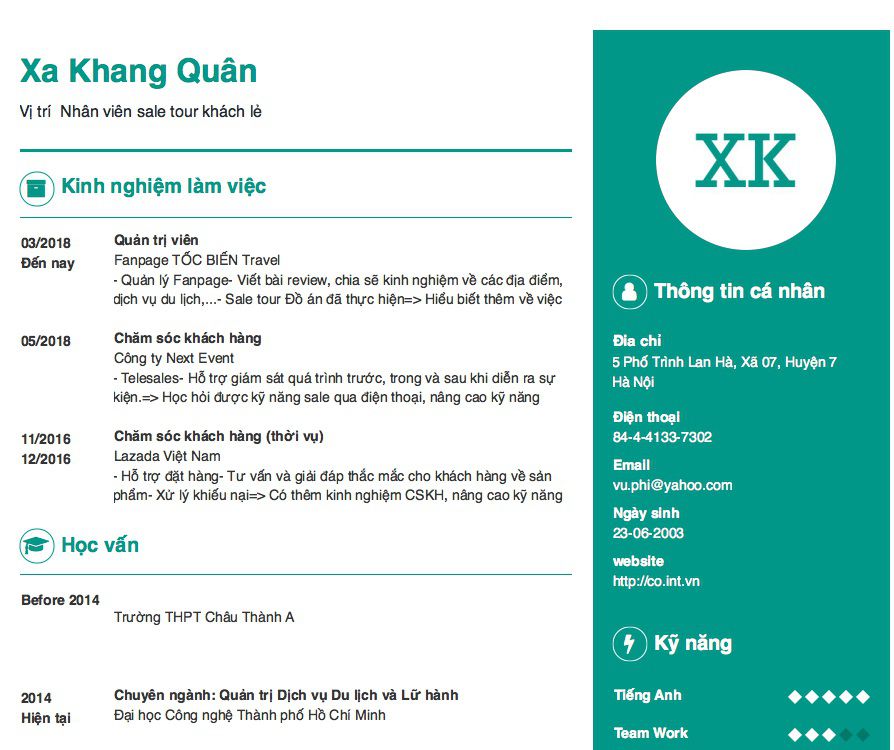 Xa Khang Quân
Vị trí Nhân viên sale tour khách lẻ
Kinh nghiệm làm việc
03/2018
Đến nay
Quản trị viên
Fanpage TỐC BIẾN Travel
- Quản lý Fanpage- Viết bài review, chia sẽ kinh nghiệm về các địa điểm,
dịch vụ du lịch,...- Sale tour Đồ án đã thực hiện=> Hiểu biết thêm về việc
05/2018
Chăm sóc khách hàng
Công ty Next Event
- Telesales- Hỗ trợ giám sát quá trình trước, trong và sau khi diễn ra sự
kiện.=> Học hỏi được kỹ năng sale qua điện thoại, nâng cao kỹ năng
11/2016
12/2016
Chăm sóc khách hàng (thời vụ)
Lazada Việt Nam
- Hỗ trợ đặt hàng- Tư vấn và giải đáp thắc mắc cho khách hàng về sản
phẩm- Xử lý khiếu nại=> Có thêm kinh nghiệm CSKH, nâng cao kỹ năng
Học vấn
Before 2014
Trường THPT Châu Thành A
2014
Hiện tại
Chuyên ngành: Quản trị Dịch vụ Du lịch và Lữ hành
Đại học Công nghệ Thành phố Hồ Chí Minh
XK
Thông tin cá nhân
Địa chỉ
5 Phố Trình Lan Hà, Xã 07, Huyện 7
Hà Nội
Điện thoại
84-4-4133-7302
Email
vu.phi@yahoo.com
Ngày sinh
23-06-2003
website
http://co.int.vn
Kỹ năng
Tiếng Anh
Team Work